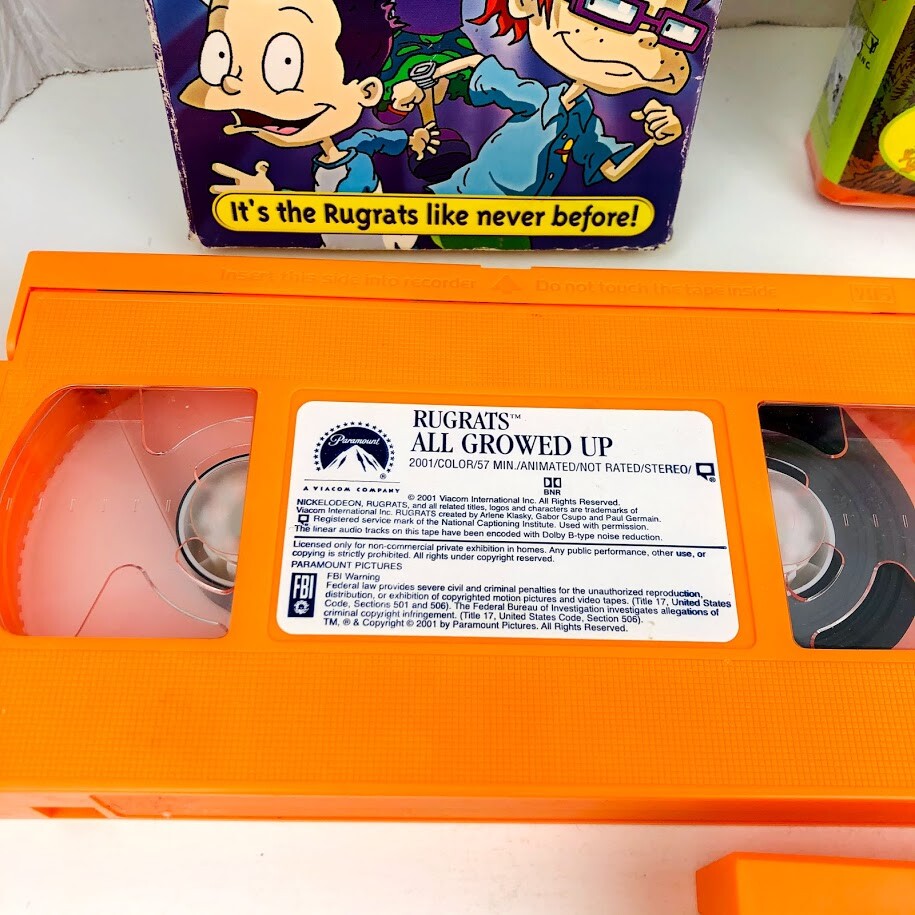 It's the Rugrats like never before!
N.C.
Insert this side into recorder Do not touch the tape inside VHS
RUGRATS™
ALL GROWED UP
2001/COLOR/57 MIN./ANIMATED/NOT RATED/STEREO/
Paramount
A VIACOM COMPANY
BNR
© 2001 Viacom International Inc. All Rights Reserved.
NICKELODEON, RUGRATS, and all related titles, logos and characters are trademarks of
Viacom International Inc. RUGRATS created by Arlene Klasky, Gabor Csupo and Paul Germain.
Registered service mark of the National Captioning Institute. Used with permission.
The linear audio tracks on this tape have been encoded with Dolby B-type noise reduction.
Licensed only for non-commercial private exhibition in homes. Any public performance, other use, or
copying is strictly prohibited. All rights under copyright reserved.
PARAMOUNT PICTURES
FBI
FBI Warning
Federal law provides severe civil and criminal penalties for the unauthorized reproduction,
distribution, or exhibition of copyrighted motion pictures and video tapes. (Title 17, United States
Code, Sections 501 and 506). The Federal Bureau of Investigation investigates allegations of
criminal copyright infringement. (Title 17, United States Code, Section 506).
TM, ® & Copyright © 2001 by Paramount Pictures. All Rights Reserved.